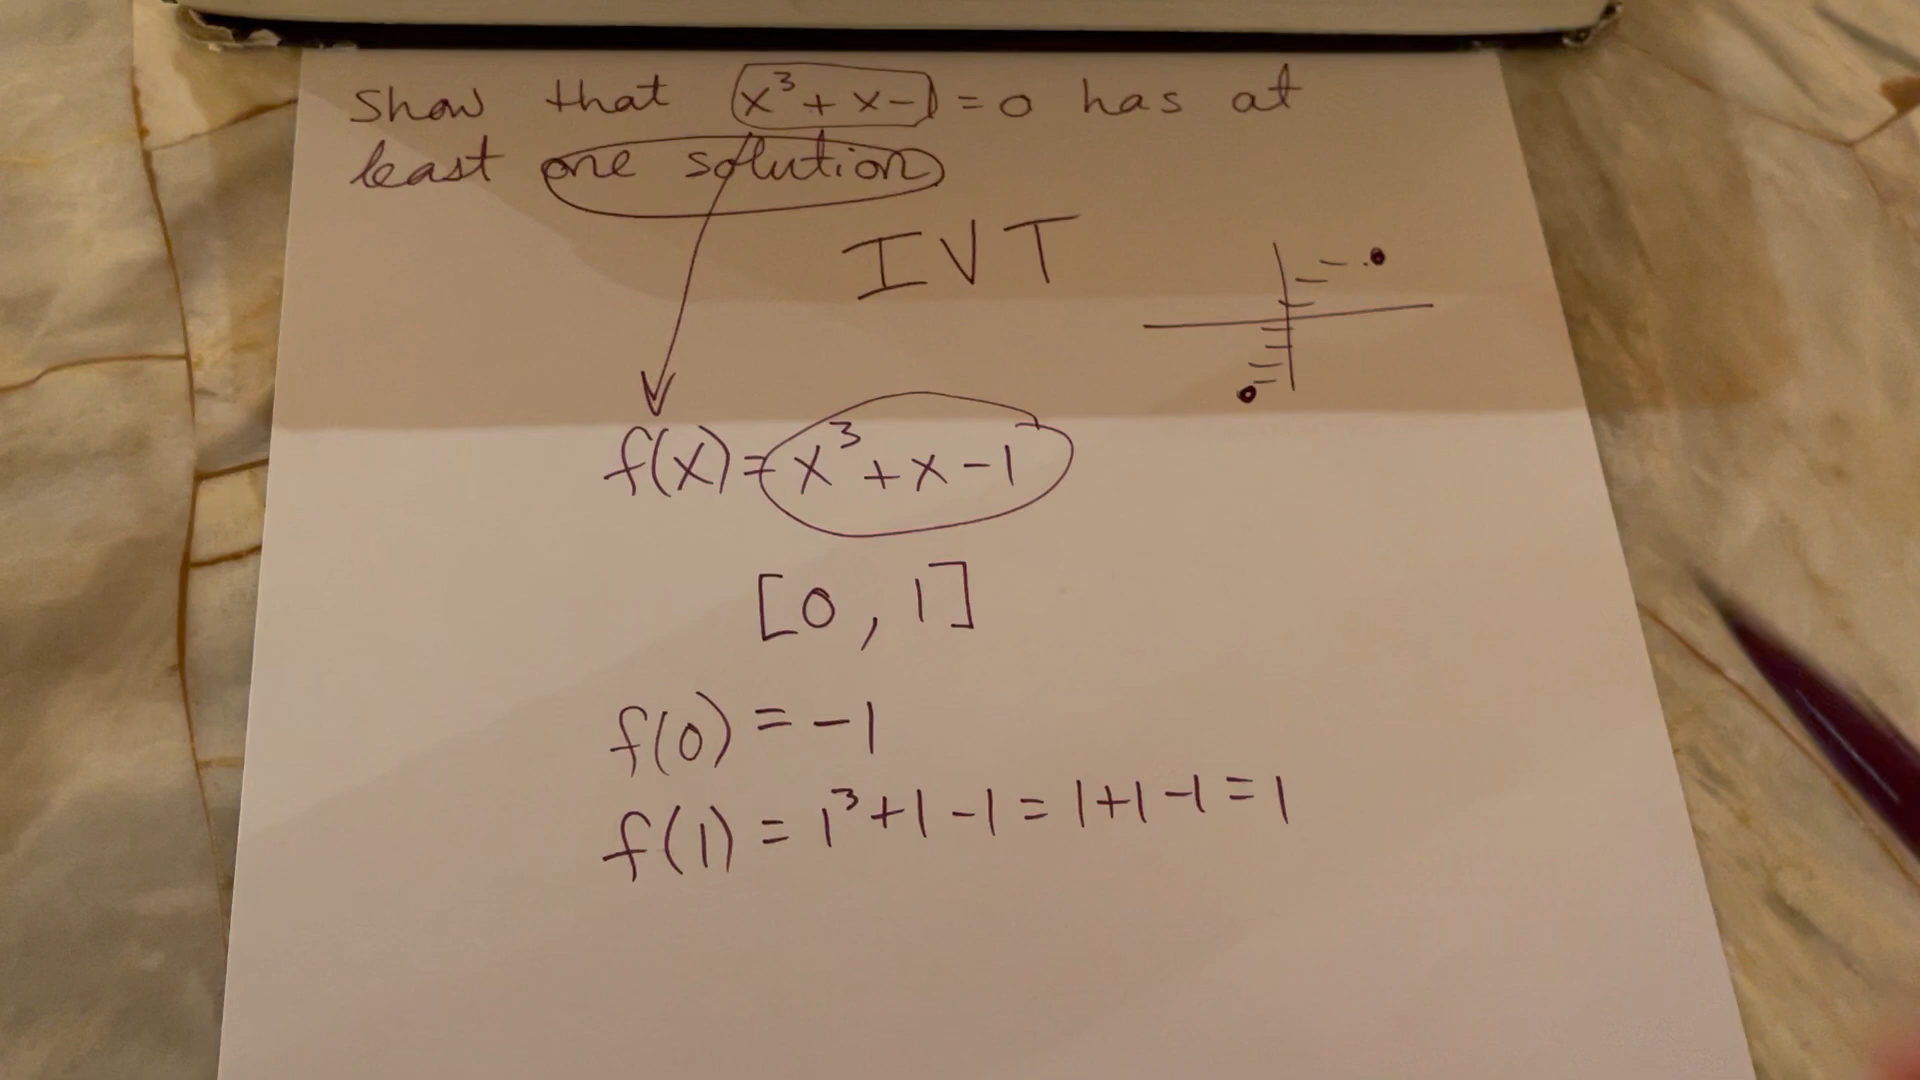 Show that x³ + x - 1 = 0 has at
least one solution
IVT
f(x) = x³ + x - 1
[0, 1]
f(0) = -1
f(1) = 1³ + 1 - 1 = 1 + 1 - 1 = 1